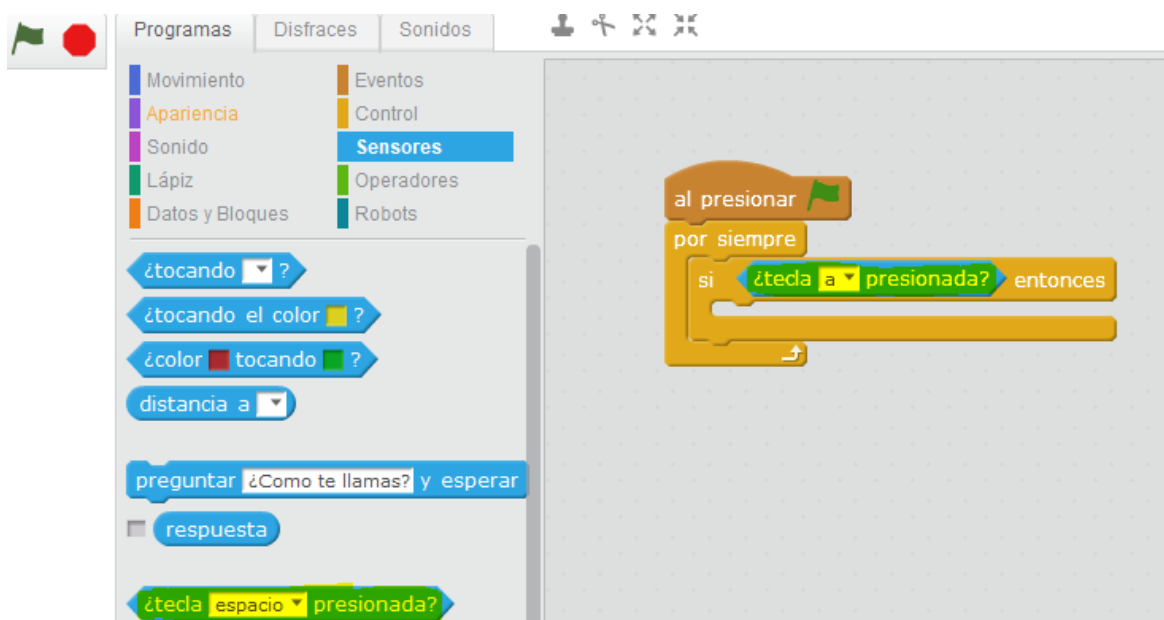 Programas Disfraces Sonidos
Movimiento Eventos
Apariencia Control
Sonido Sensores
Lápiz Operadores
Datos y Bloques Robots
¿tocando ?
¿tocando el color ?
¿color tocando ?
distancia a
preguntar ¿Como te llamas? y esperar
respuesta
¿tecla espacio presionada?
al presionar
por siempre
si ¿tecla a presionada? entonces